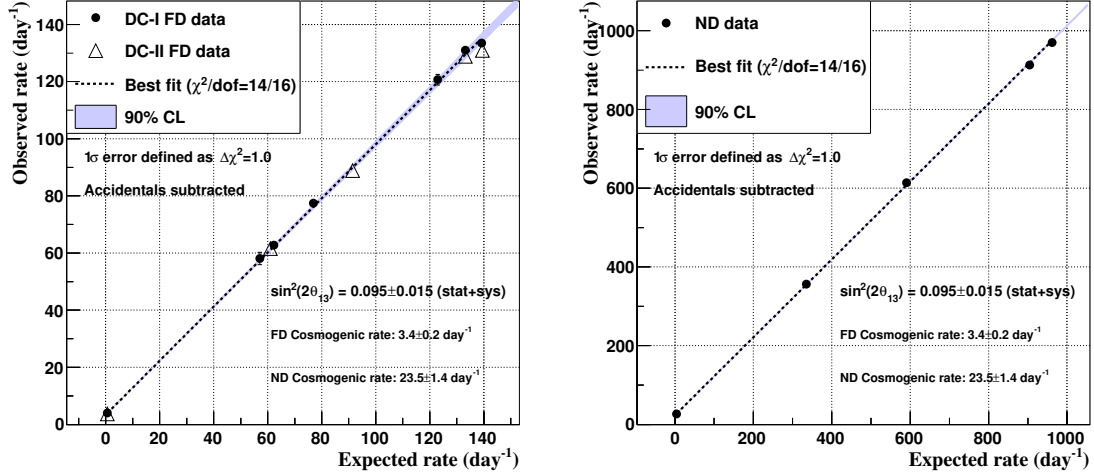 Observed rate (day⁻¹)
140
120
100
80
60
40
20
0
DC-I FD data
DC-II FD data
Best fit (χ²/dof=14/16)
90% CL
1σ error defined as Δχ²=1.0
Accidentals subtracted
sin²(2θ₁₃) = 0.095±0.015 (stat+sys)
FD Cosmogenic rate: 3.4±0.2 day⁻¹
ND Cosmogenic rate: 23.5±1.4 day⁻¹
0 20 40 60 80 100 120 140
Expected rate (day⁻¹)
Observed rate (day⁻¹)
1000
800
600
400
200
0
ND data
Best fit (χ²/dof=14/16)
90% CL
1σ error defined as Δχ²=1.0
Accidentals subtracted
sin²(2θ₁₃) = 0.095±0.015 (stat+sys)
FD Cosmogenic rate: 3.4±0.2 day⁻¹
ND Cosmogenic rate: 23.5±1.4 day⁻¹
0 200 400 600 800 1000
Expected rate (day⁻¹)